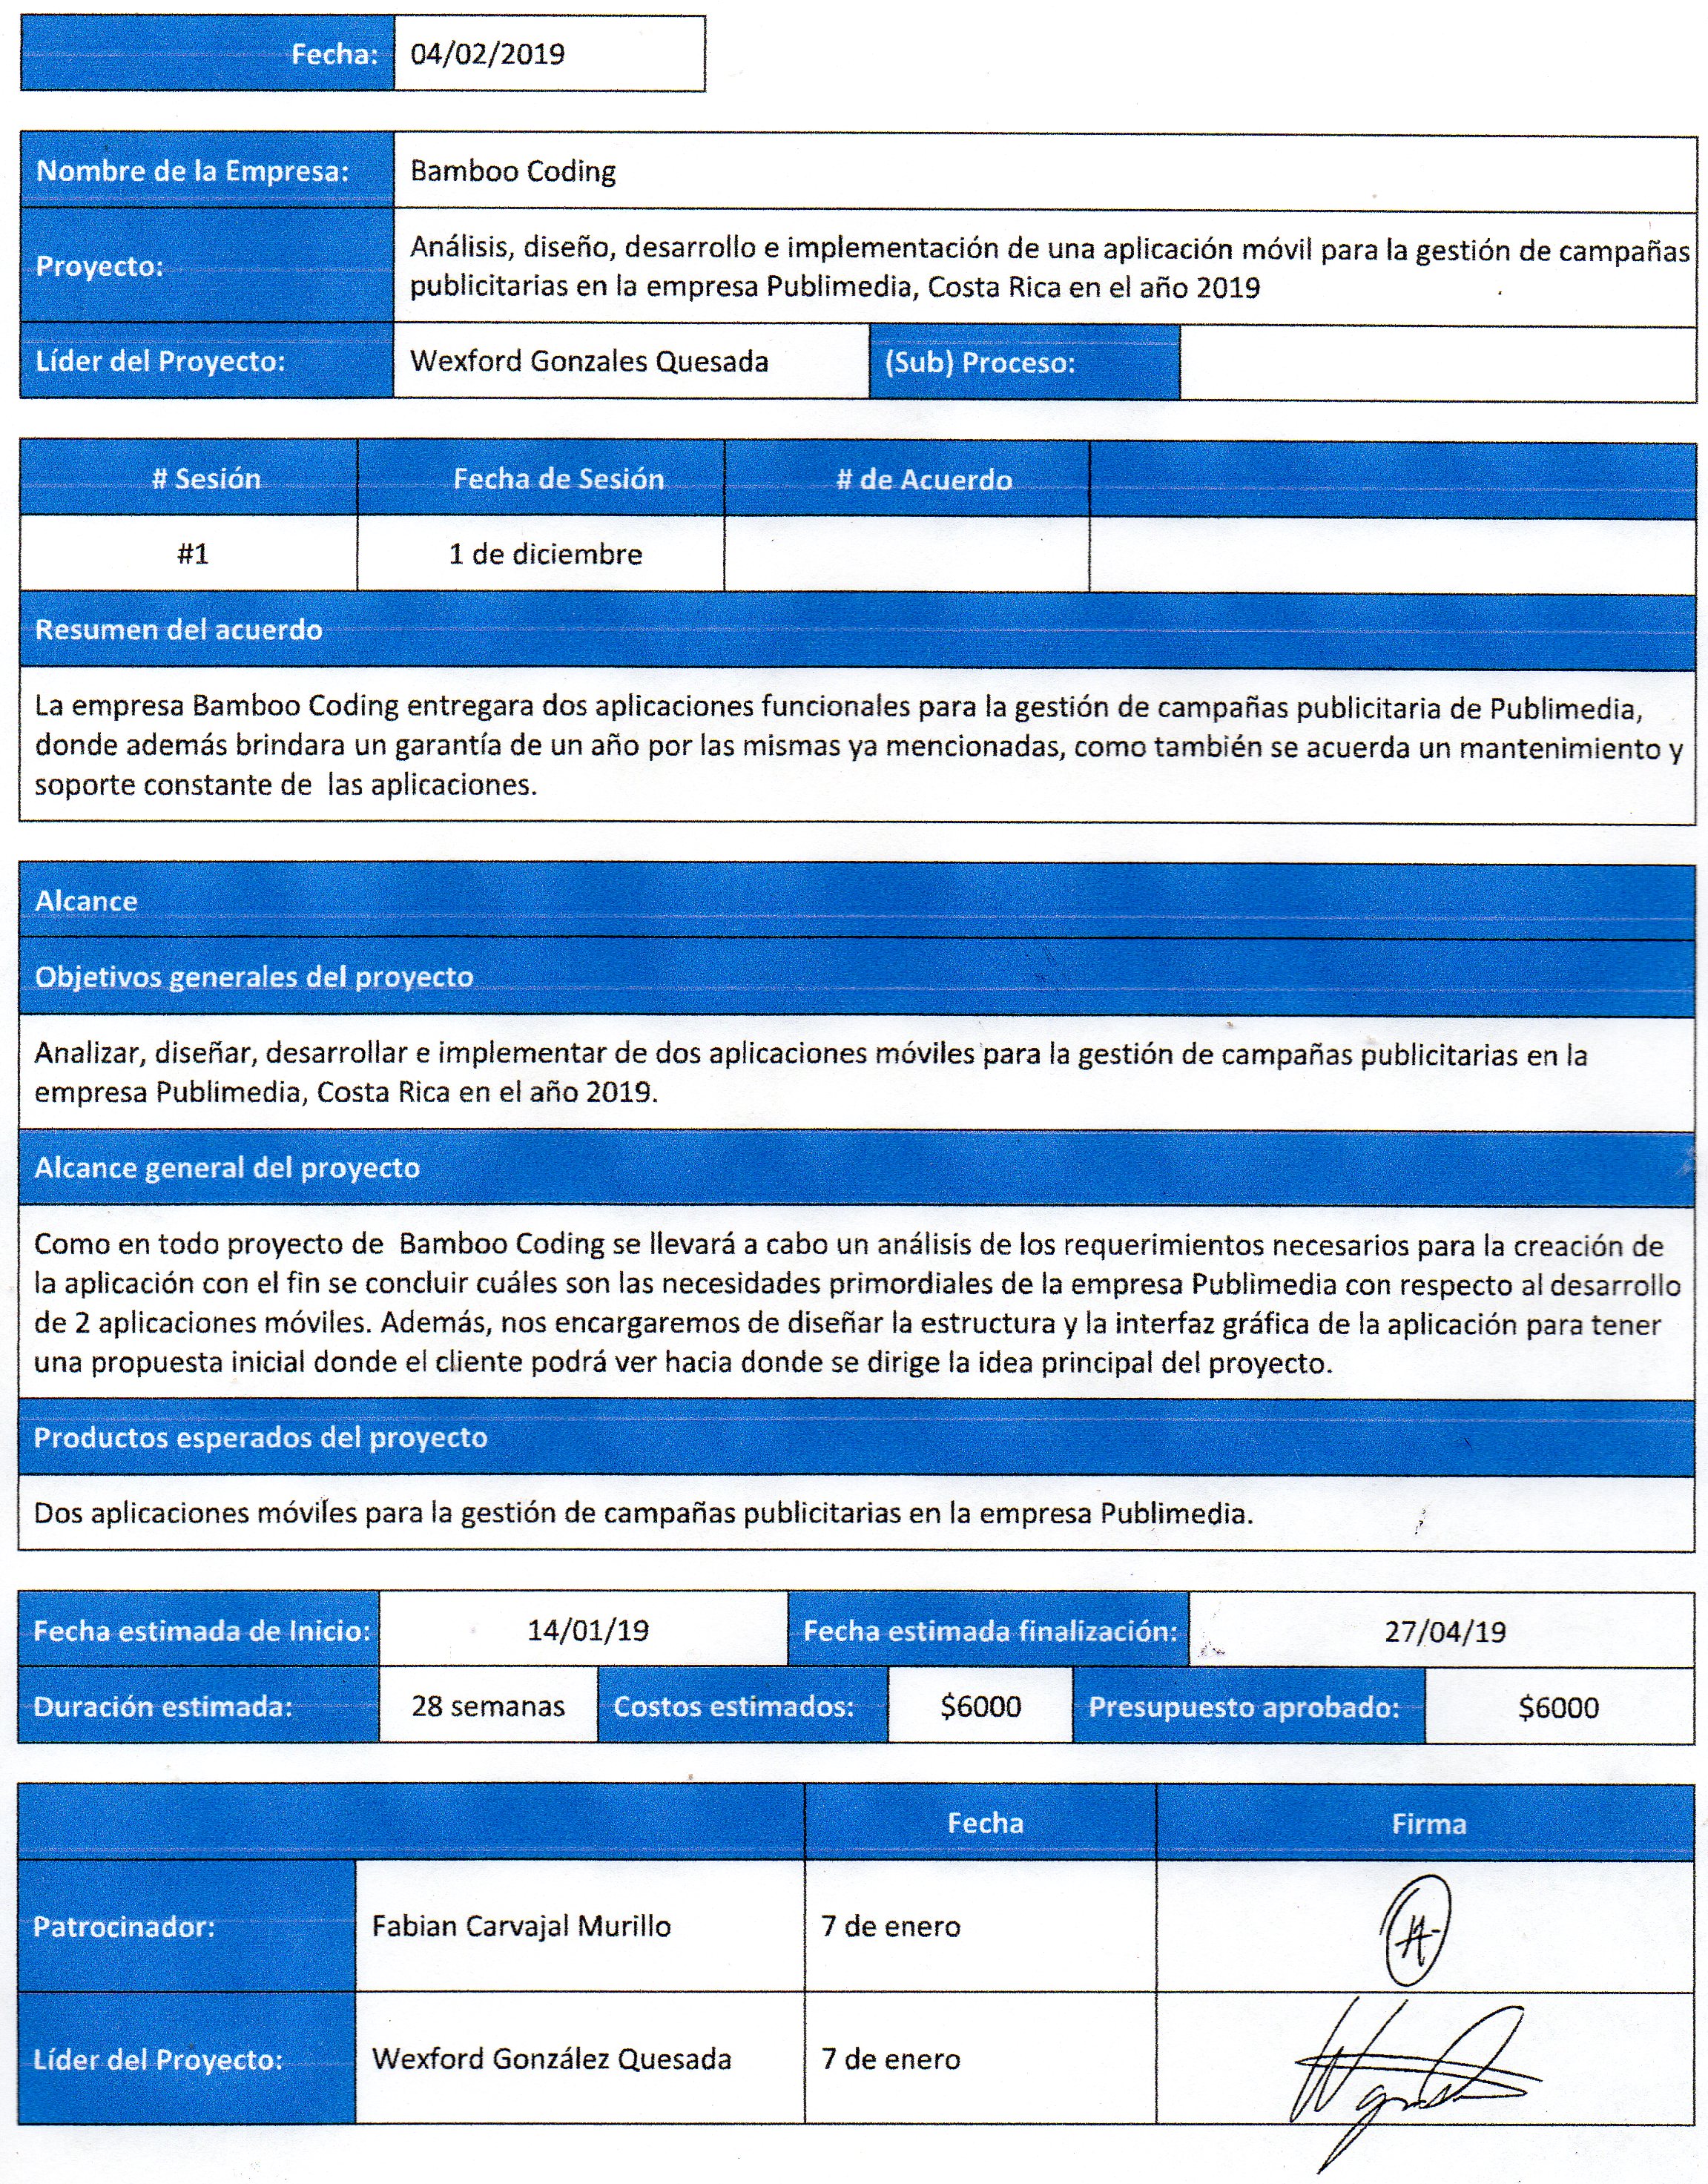 Fecha: 04/02/2019
Nombre de la Empresa: Bamboo Coding
Proyecto: Análisis, diseño, desarrollo e implementación de una aplicación móvil para la gestión de campañas
publicitarias en la empresa Publimedia, Costa Rica en el año 2019
Líder del Proyecto: Wexford Gonzales Quesada (Sub) Proceso:
# Sesión Fecha de Sesión # de Acuerdo
#1 1 de diciembre
Resumen del acuerdo
La empresa Bamboo Coding entregara dos aplicaciones funcionales para la gestión de campañas publicitaria de Publimedia,
donde además brindara un garantía de un año por las mismas ya mencionadas, como también se acuerda un mantenimiento y
soporte constante de las aplicaciones.
Alcance
Objetivos generales del proyecto
Analizar, diseñar, desarrollar e implementar de dos aplicaciones móviles para la gestión de campañas publicitarias en la
empresa Publimedia, Costa Rica en el año 2019.
Alcance general del proyecto
Como en todo proyecto de Bamboo Coding se llevará a cabo un análisis de los requerimientos necesarios para la creación de
la aplicación con el fin se concluir cuáles son las necesidades primordiales de la empresa Publimedia con respecto al desarrollo
de 2 aplicaciones móviles. Además, nos encargaremos de diseñar la estructura y la interfaz gráfica de la aplicación para tener
una propuesta inicial donde el cliente podrá ver hacia donde se dirige la idea principal del proyecto.
Productos esperados del proyecto
Dos aplicaciones móviles para la gestión de campañas publicitarias en la empresa Publimedia.
Fecha estimada de Inicio: 14/01/19 Fecha estimada finalización: 27/04/19
Duración estimada: 28 semanas Costos estimados: $6000 Presupuesto aprobado: $6000
Fecha Firma
Patrocinador: Fabian Carvajal Murillo 7 de enero
Líder del Proyecto: Wexford González Quesada 7 de enero